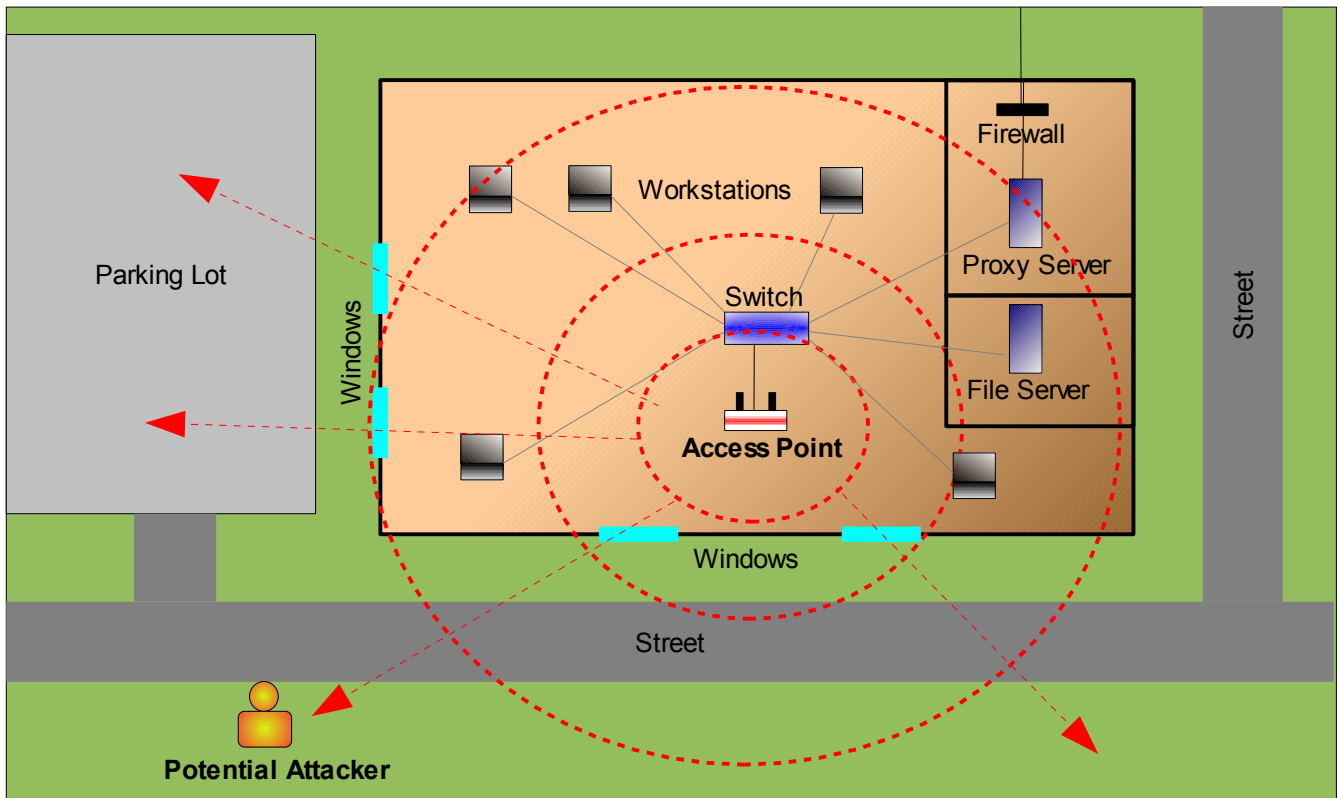 Firewall
Workstations
Proxy Server
Parking Lot
Switch
Street
Windows
File Server
Access Point
Windows
Street
Potential Attacker